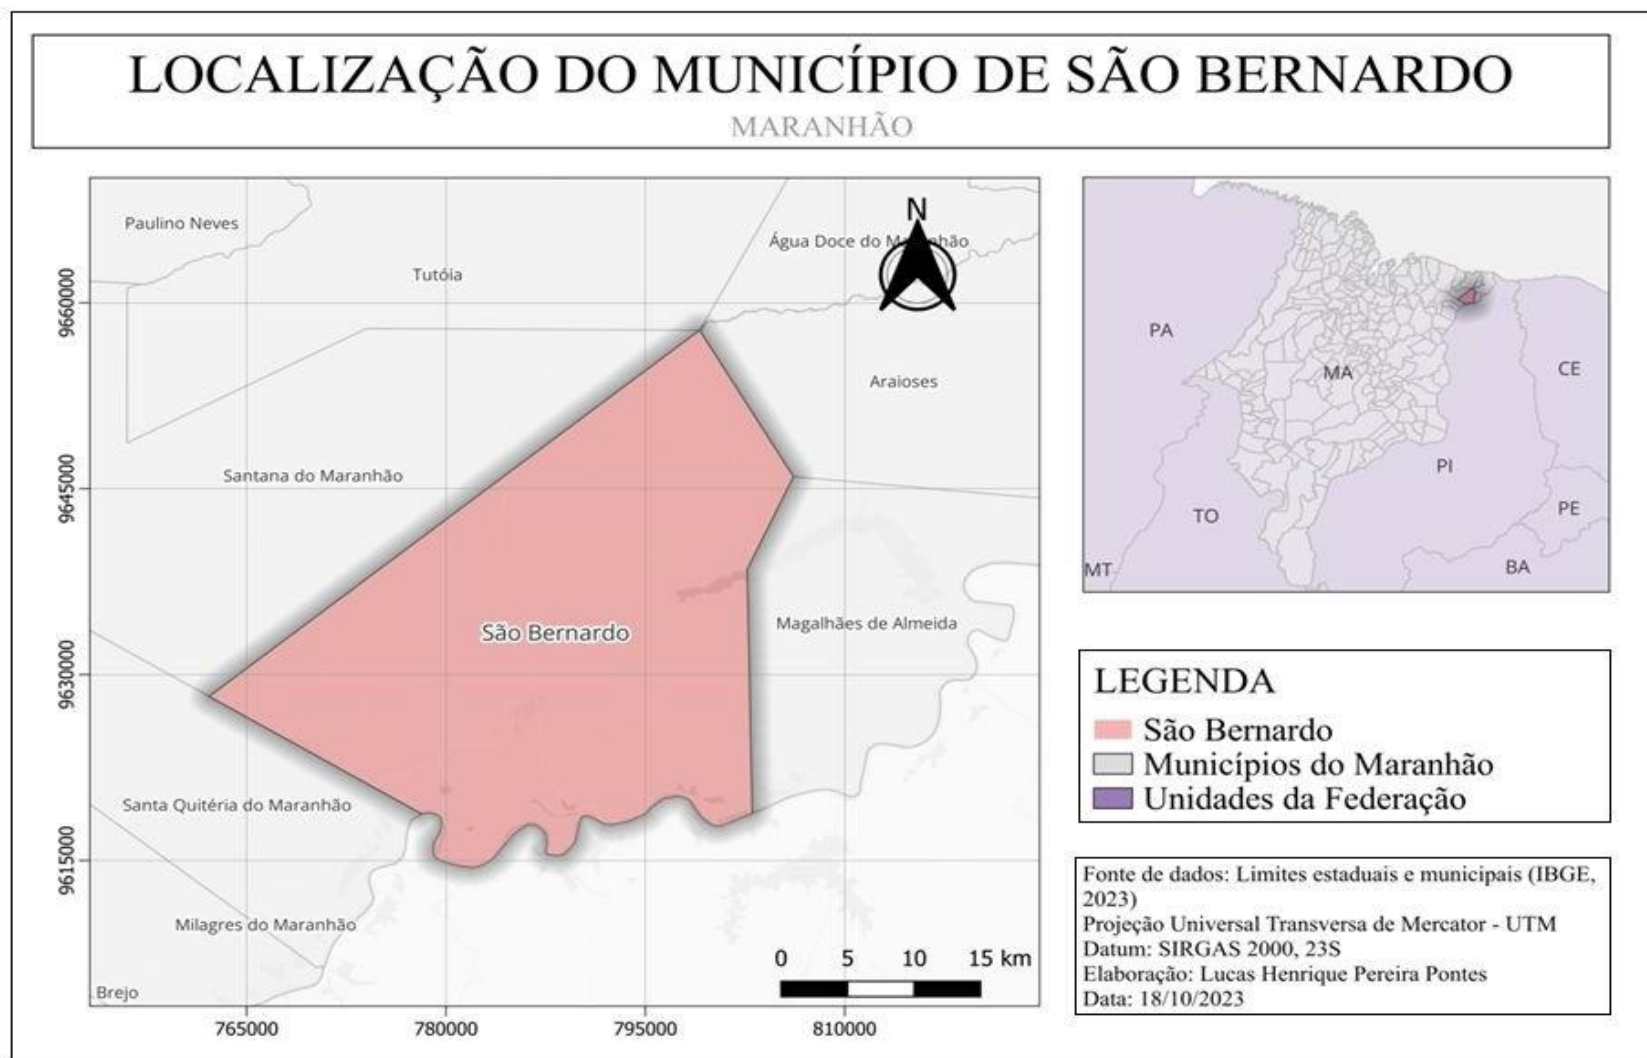 LOCALIZAÇÃO DO MUNICÍPIO DE SÃO BERNARDO
MARANHÃO
Paulino Neves
Tutóia
Água Doce do Maranhão
N
Araioses
Santana do Maranhão
São Bernardo
Magalhães de Almeida
Santa Quitéria do Maranhão
Milagres do Maranhão
Brejo
9660000
9645000
9630000
9615000
765000
780000
795000
810000
0 5 10 15 km
PA
MA
CE
PI
TO
PE
MT
BA
LEGENDA
São Bernardo
Municípios do Maranhão
Unidades da Federação
Fonte de dados: Limites estaduais e municipais (IBGE,
2023)
Projeção Universal Transversa de Mercator - UTM
Datum: SIRGAS 2000, 23S
Elaboração: Lucas Henrique Pereira Pontes
Data: 18/10/2023